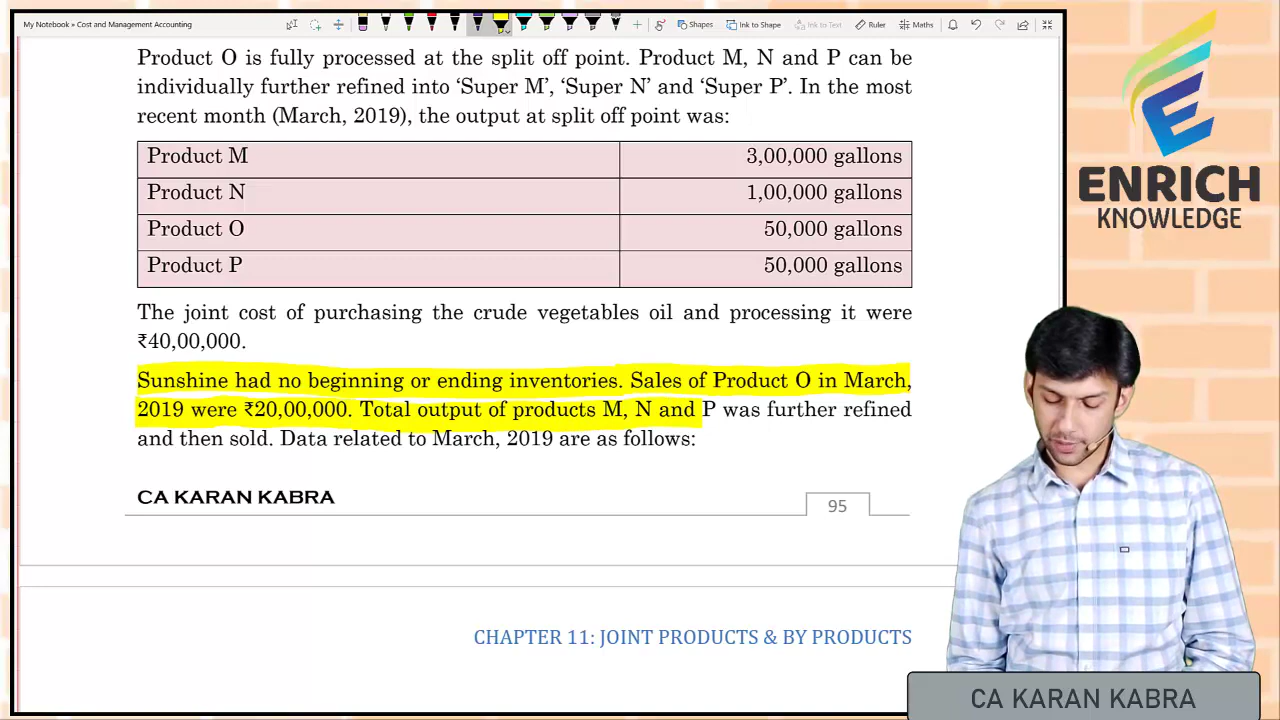 My Notebook » Cost and Management Accounting
Shapes
Ink to Shape
Ink to Text
Ruler
Maths
Product O is fully processed at the split off point. Product M, N and P can be
individually further refined into ‘Super M’, ‘Super N’ and ‘Super P’. In the most
recent month (March, 2019), the output at split off point was:
Product M 3,00,000 gallons
Product N 1,00,000 gallons
Product O 50,000 gallons
Product P 50,000 gallons
The joint cost of purchasing the crude vegetables oil and processing it were
₹40,00,000.
Sunshine had no beginning or ending inventories. Sales of Product O in March,
2019 were ₹20,00,000. Total output of products M, N and P was further refined
and then sold. Data related to March, 2019 are as follows:
CA KARAN KABRA
95
CHAPTER 11: JOINT PRODUCTS & BY PRODUCTS
ENRICH
KNOWLEDGE
CA KARAN KABRA